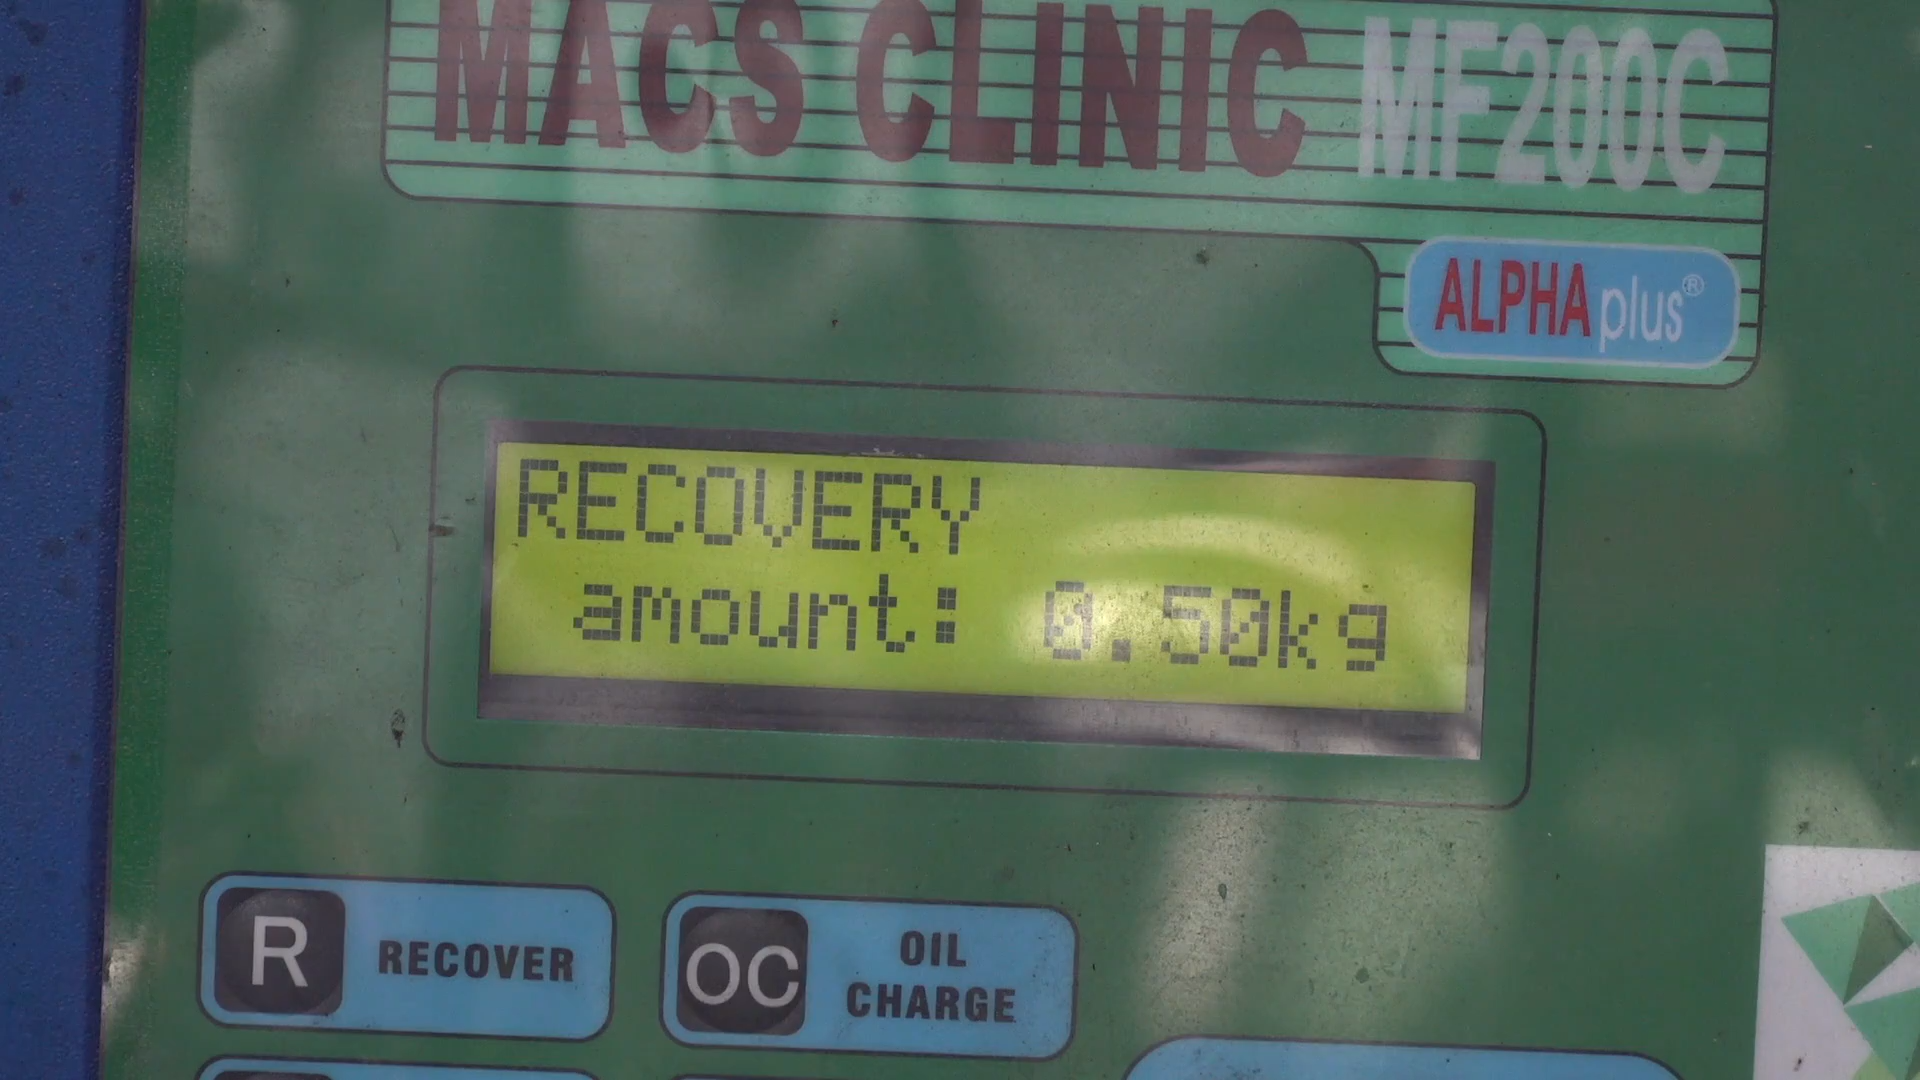 MACS CLINIC MF200C
ALPHA plus®
RECOVERY
amount: 0.50kg
R RECOVER
OC OIL CHARGE